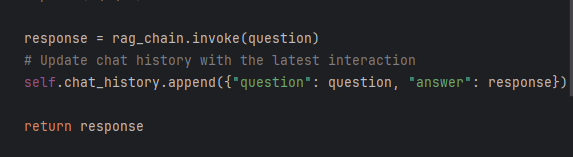 response = rag_chain.invoke(question)
# Update chat history with the latest interaction
self.chat_history.append({"question": question, "answer": response})
return response